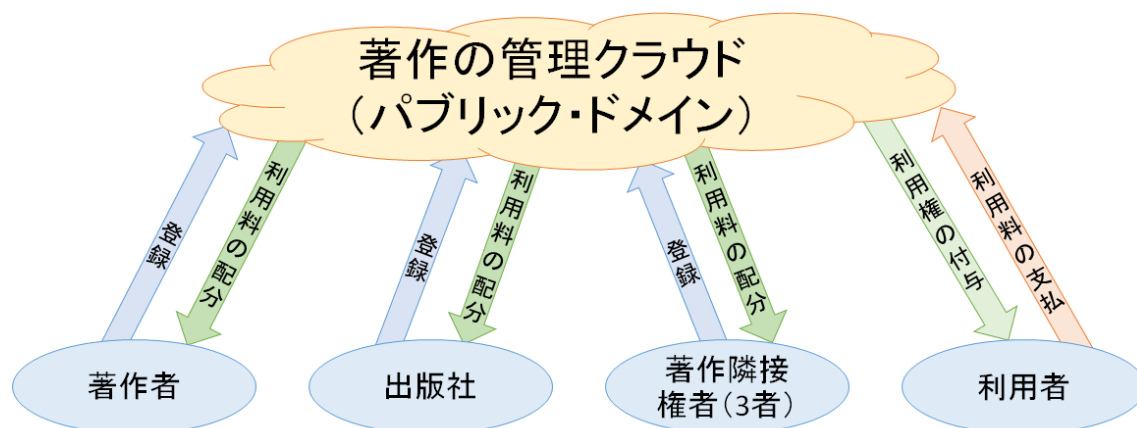 著作の管理クラウド
（パブリック・ドメイン）
登録
利用料の配分
登録
利用料の配分
登録
利用料の配分
利用権の付与
利用料の支払
著作者
出版社
著作隣接
権者（3者）
利用者